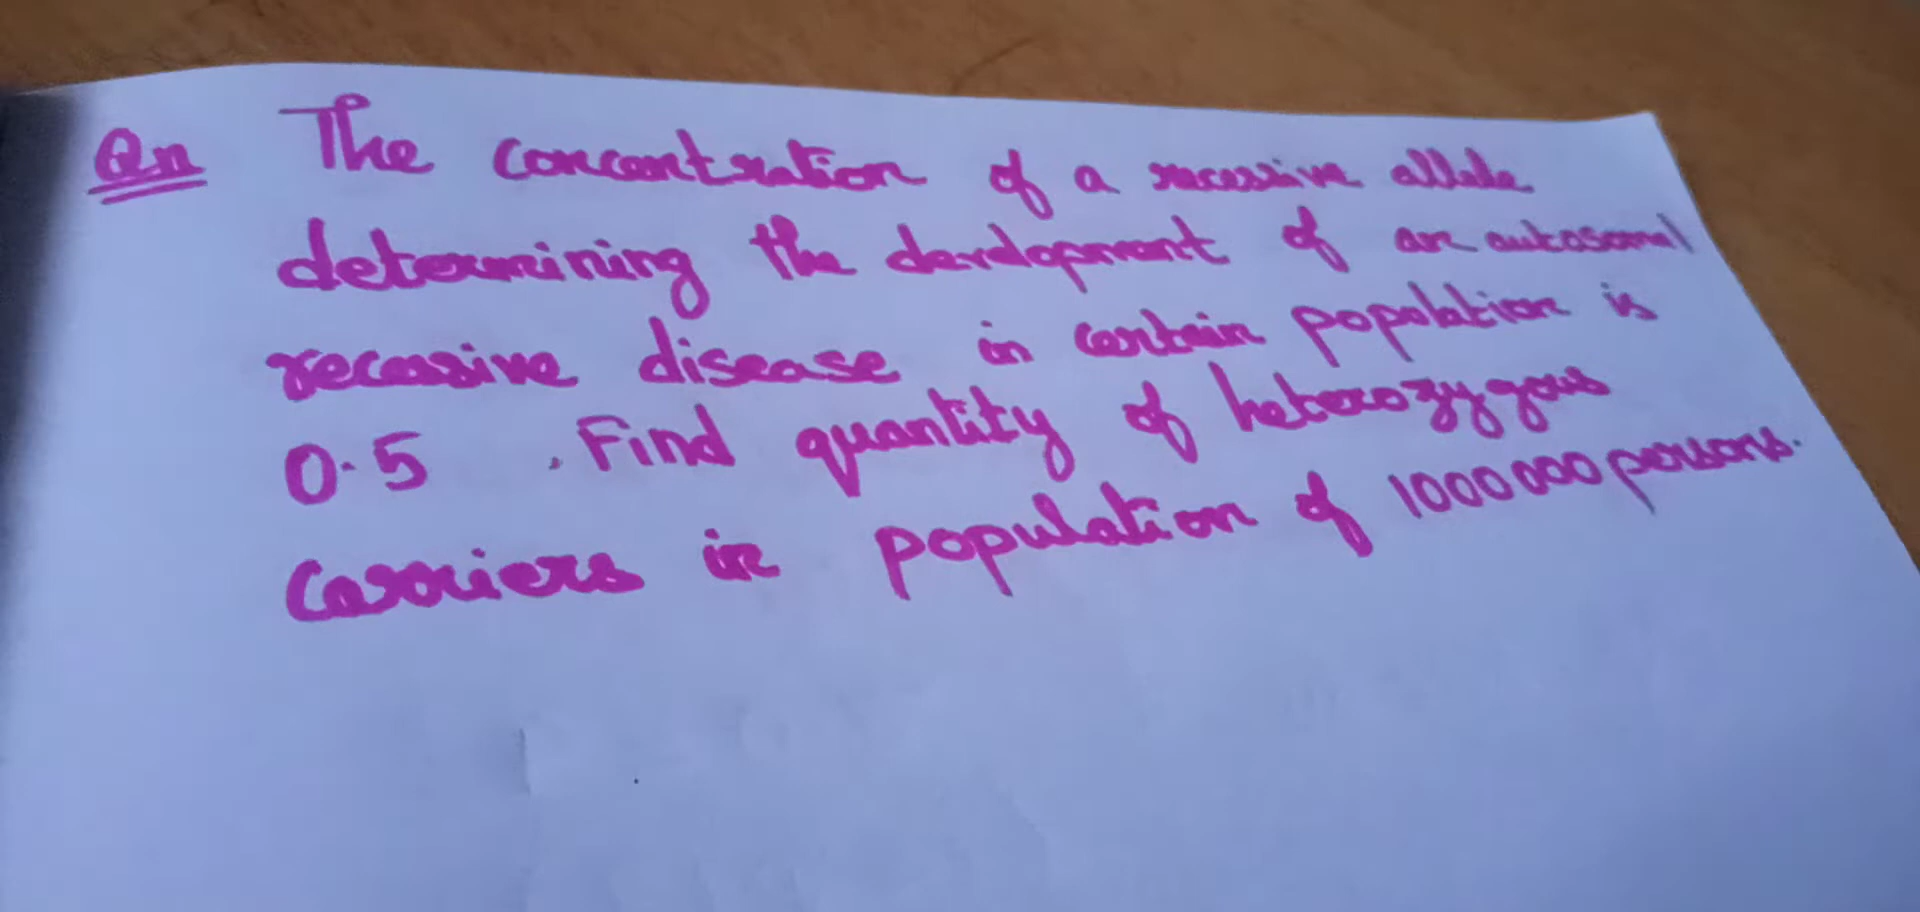 Qn The concentration of a recessive allele
determining the development of an autosomal
recessive disease in certain population is
0.5. Find quantity of heterozygous
carriers in population of 1000000 persons.